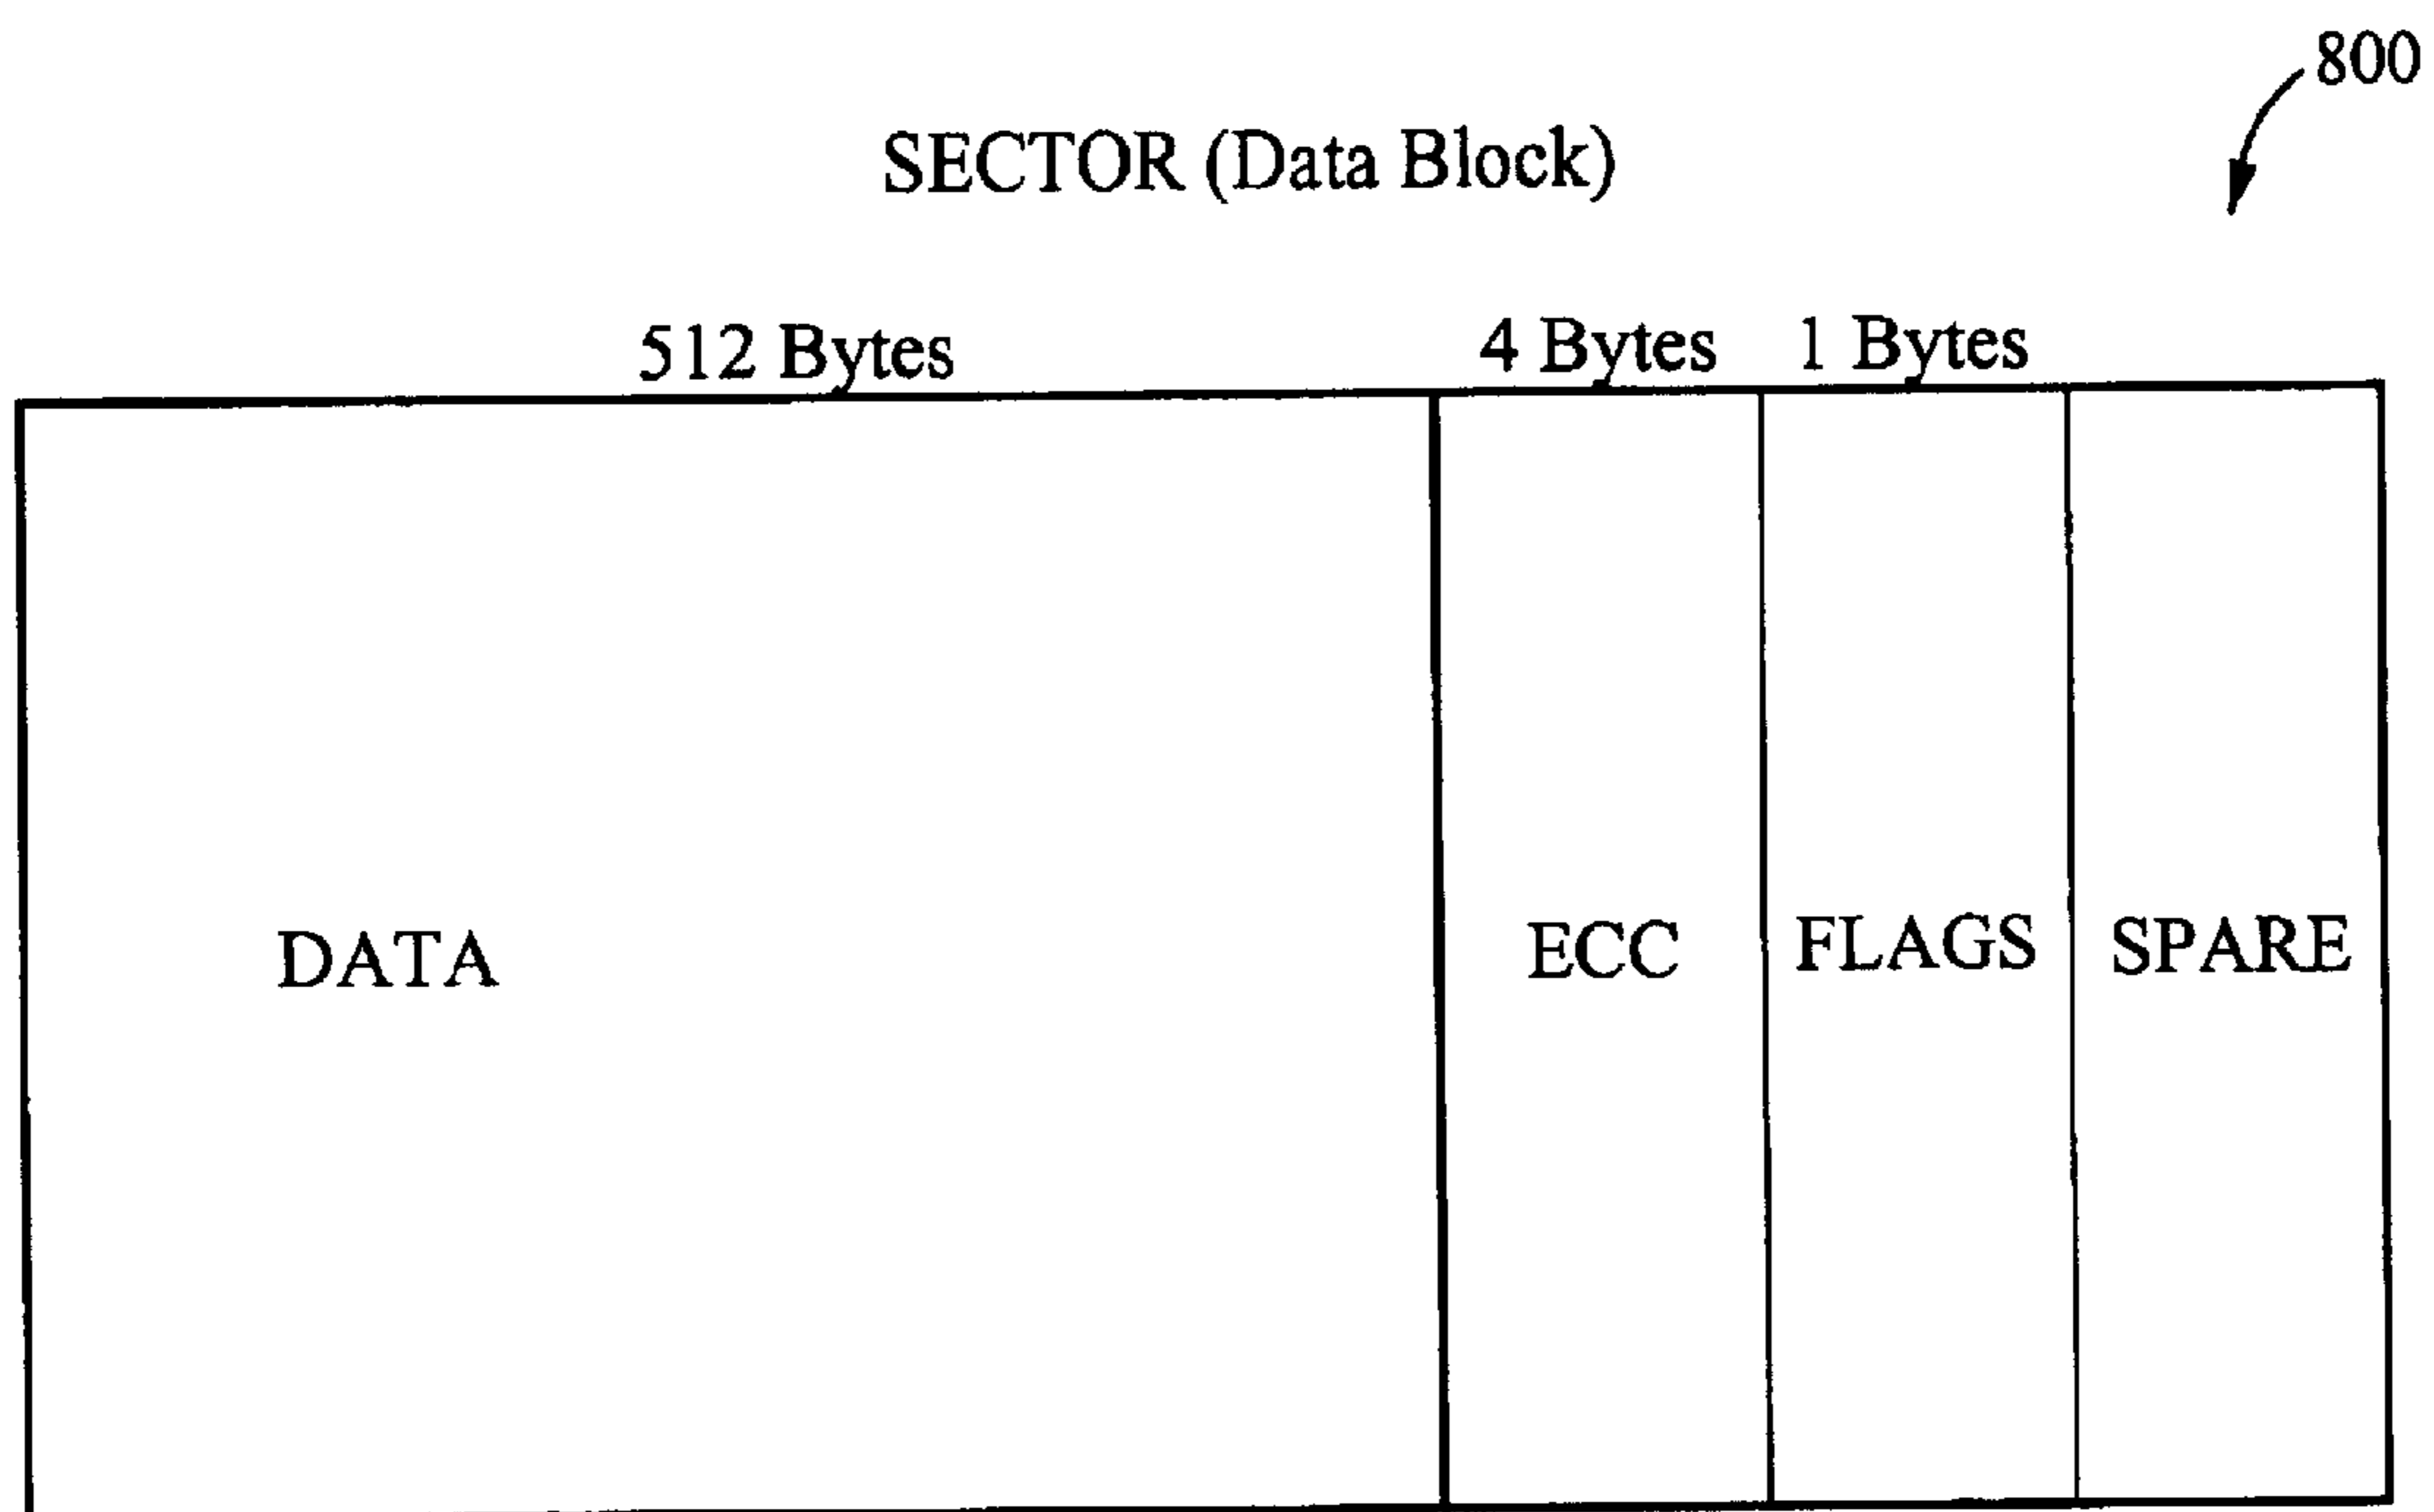 800
SECTOR (Data Block)
512 Bytes 4 Bytes 1 Bytes
DATA ECC FLAGS SPARE